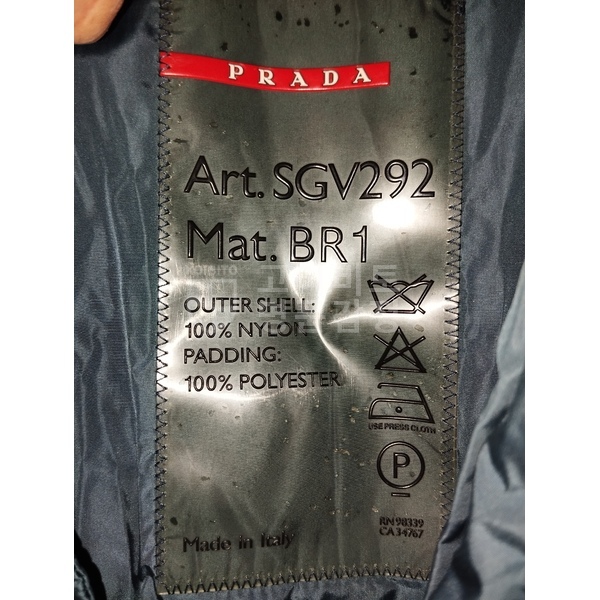 PRADA
Art. SGV292
Mat. BR1
OUTER SHELL:
100% NYLON
PADDING:
100% POLYESTER
USE PRESS CLOTH
P
Made in Italy
RN 98339
CA 34767